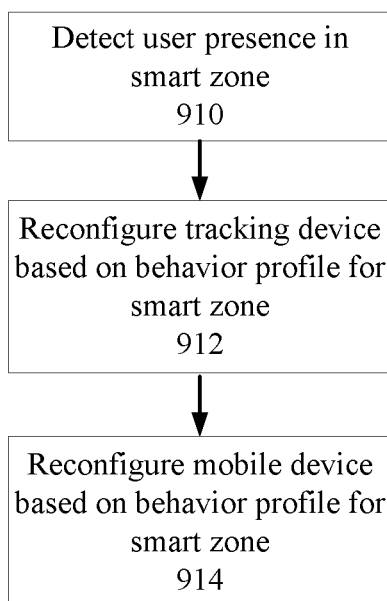 Detect user presence in
smart zone
910
Reconfigure tracking device
based on behavior profile for
smart zone
912
Reconfigure mobile device
based on behavior profile for
smart zone
914